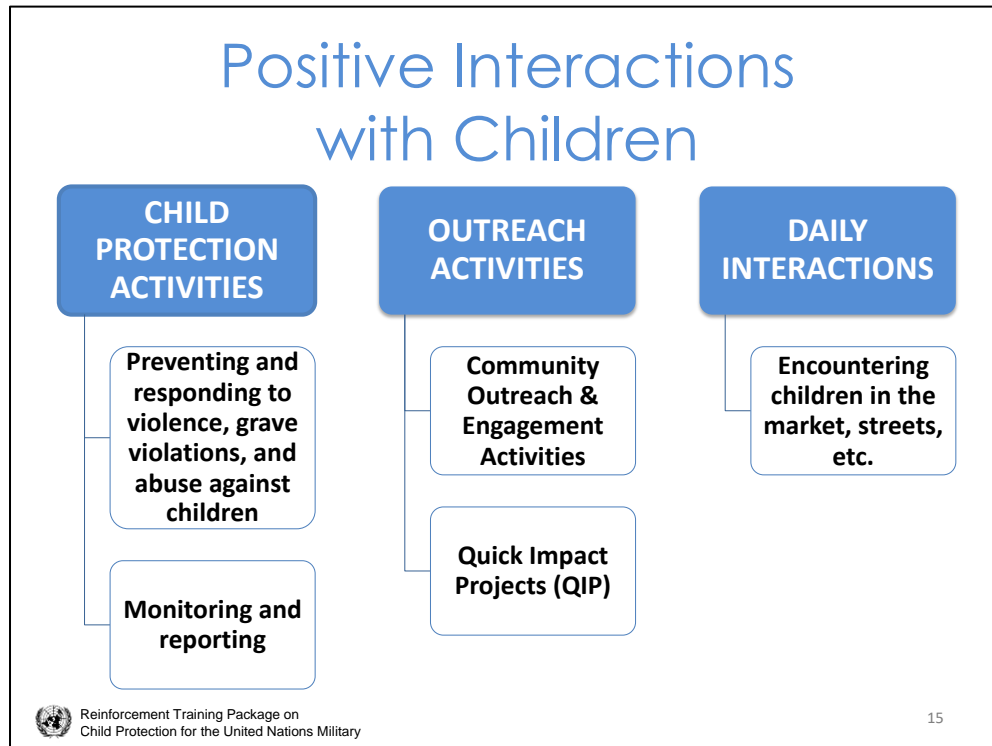 Positive Interactions
with Children
CHILD
PROTECTION
ACTIVITIES
Preventing and
responding to
violence, grave
violations, and
abuse against
children
Monitoring and
reporting
OUTREACH
ACTIVITIES
Community
Outreach &
Engagement
Activities
Quick Impact
Projects (QIP)
DAILY
INTERACTIONS
Encountering
children in the
market, streets,
etc.
Reinforcement Training Package on
Child Protection for the United Nations Military
15